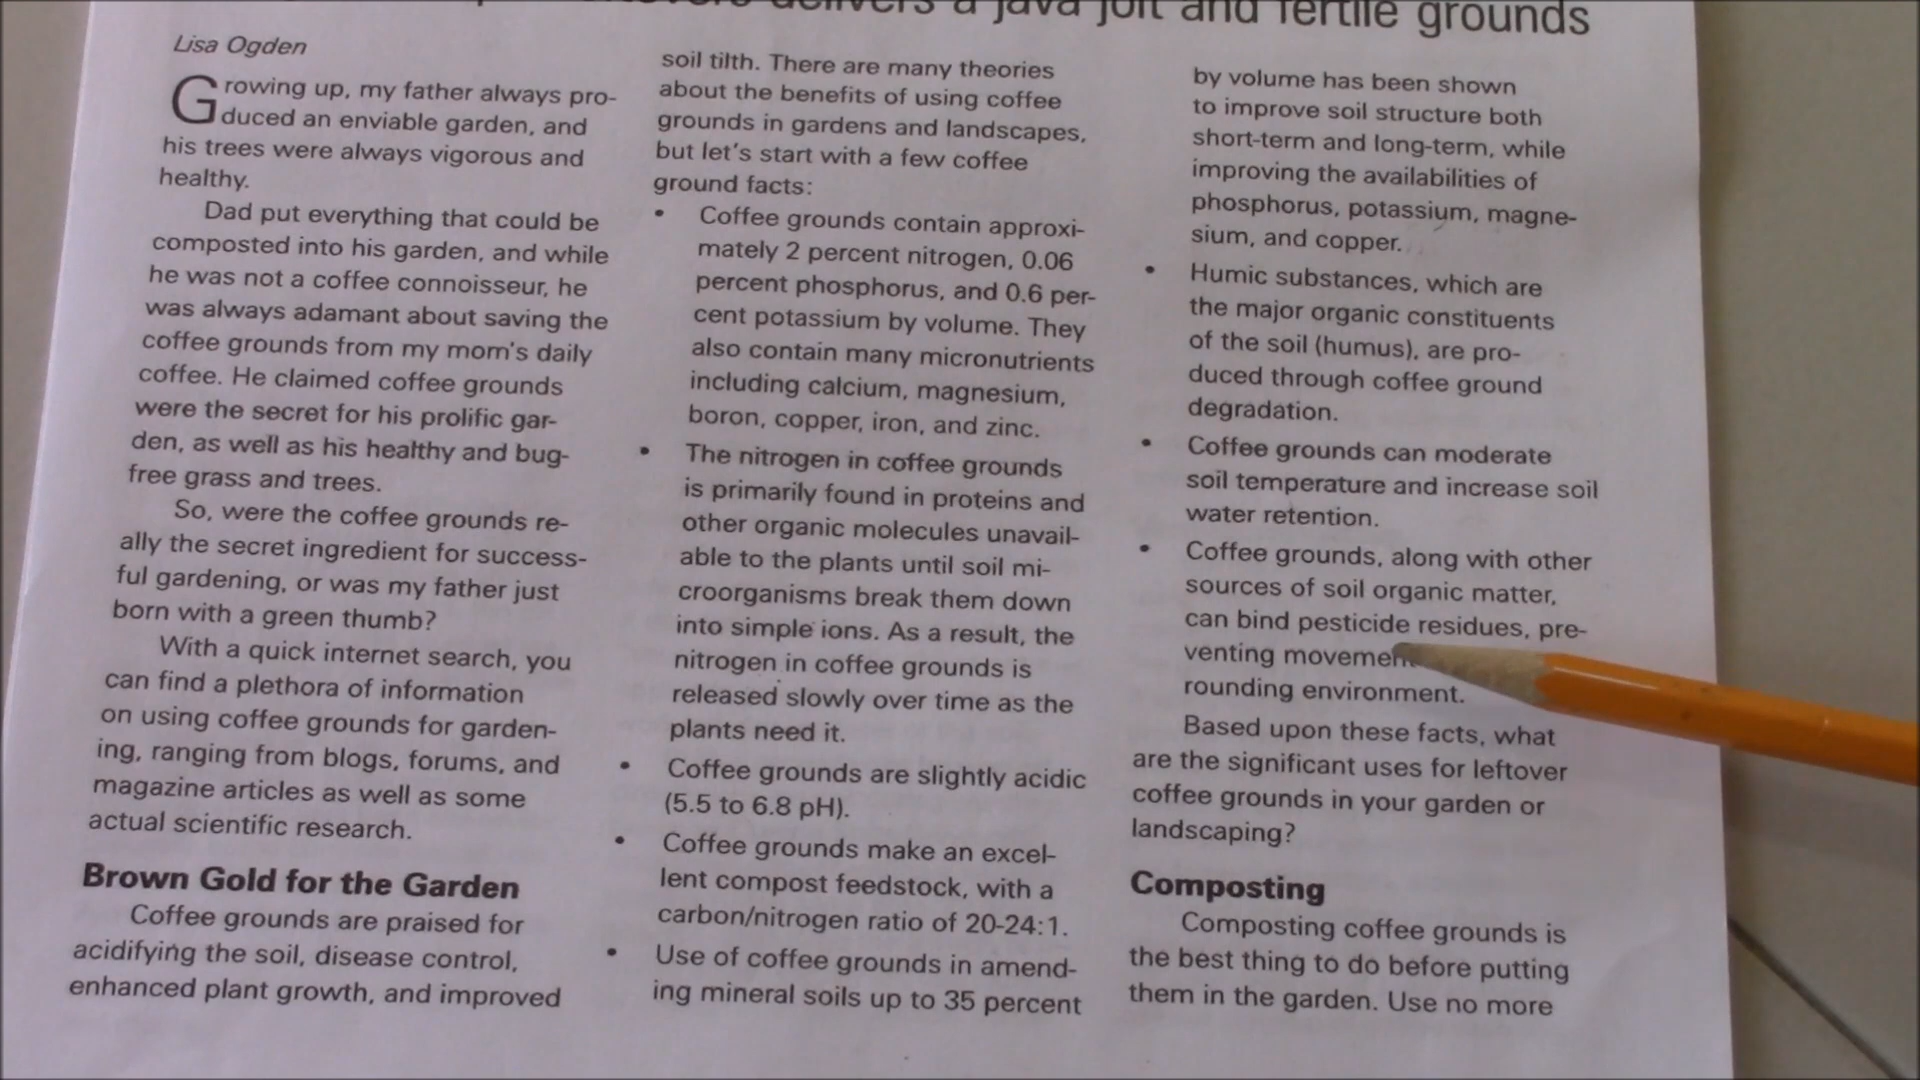 delivers a java jolt and fertile grounds
Lisa Ogden
Growing up, my father always pro-
duced an enviable garden, and
his trees were always vigorous and
healthy.
Dad put everything that could be
composted into his garden, and while
he was not a coffee connoisseur, he
was always adamant about saving the
coffee grounds from my mom's daily
coffee. He claimed coffee grounds
were the secret for his prolific gar-
den, as well as his healthy and bug-
free grass and trees.
So, were the coffee grounds re-
ally the secret ingredient for success-
ful gardening, or was my father just
born with a green thumb?
With a quick internet search, you
can find a plethora of information
on using coffee grounds for garden-
ing, ranging from blogs, forums, and
magazine articles as well as some
actual scientific research.
Brown Gold for the Garden
Coffee grounds are praised for
acidifying the soil, disease control,
enhanced plant growth, and improved
soil tilth. There are many theories
about the benefits of using coffee
grounds in gardens and landscapes,
but let's start with a few coffee
ground facts:
• Coffee grounds contain approxi-
mately 2 percent nitrogen, 0.06
percent phosphorus, and 0.6 per-
cent potassium by volume. They
also contain many micronutrients
including calcium, magnesium,
boron, copper, iron, and zinc.
• The nitrogen in coffee grounds
is primarily found in proteins and
other organic molecules unavail-
able to the plants until soil mi-
croorganisms break them down
into simple ions. As a result, the
nitrogen in coffee grounds is
released slowly over time as the
plants need it.
• Coffee grounds are slightly acidic
(5.5 to 6.8 pH).
• Coffee grounds make an excel-
lent compost feedstock, with a
carbon/nitrogen ratio of 20-24:1.
• Use of coffee grounds in amend-
ing mineral soils up to 35 percent
by volume has been shown
to improve soil structure both
short-term and long-term, while
improving the availabilities of
phosphorus, potassium, magne-
sium, and copper.
• Humic substances, which are
the major organic constituents
of the soil (humus), are pro-
duced through coffee ground
degradation.
• Coffee grounds can moderate
soil temperature and increase soil
water retention.
• Coffee grounds, along with other
sources of soil organic matter,
can bind pesticide residues, pre-
venting
rounding environment.
Based upon these facts, what
are the significant uses for leftover
coffee grounds in your garden or
landscaping?
Composting
Composting coffee grounds is
the best thing to do before putting
them in the garden. Use no more